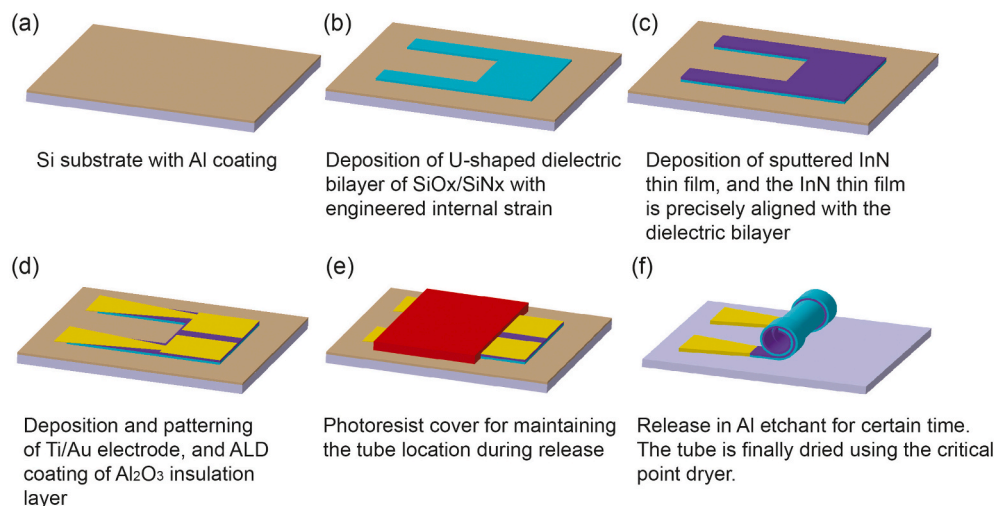 (a)
(b)
(c)
Si substrate with Al coating
Deposition of U-shaped dielectric
bilayer of SiOx/SiNx with
engineered internal strain
Deposition of sputtered InN
thin film, and the InN thin film
is precisely aligned with the
dielectric bilayer
(d)
(e)
(f)
Deposition and patterning
of Ti/Au electrode, and ALD
coating of Al₂O₃ insulation
layer
Photoresist cover for maintaining
the tube location during release
Release in Al etchant for certain time.
The tube is finally dried using the critical
point dryer.